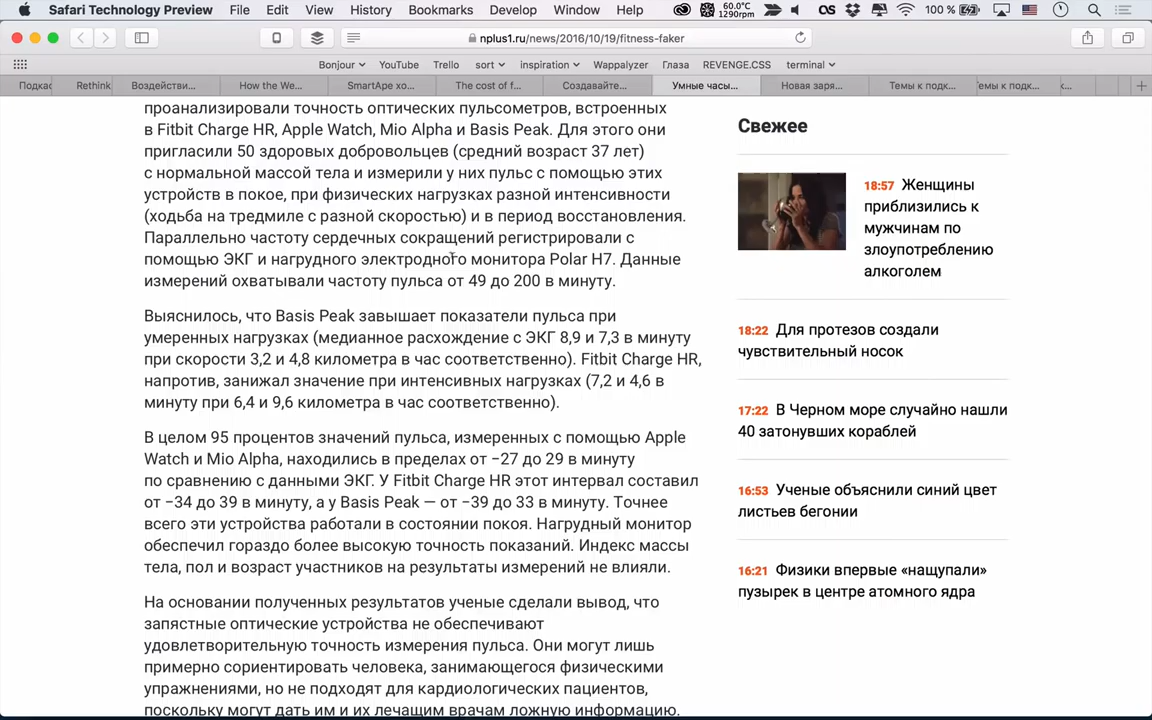 Safari Technology Preview File Edit View History Bookmarks Develop Window Help
60.0°C
1290rpm
100 %
nplus1.ru/news/2016/10/19/fitness-faker
Bonjour YouTube Trello sort inspiration Wappalyzer Глаза REVENGE.CSS terminal
Подкас Rethink Воздействи... How the We... SmartApe хо... The cost of f... Создавайте... Умные часы... Новая заря... Темы к подк... емы к подк...
проанализировали точность оптических пульсометров, встроенных
в Fitbit Charge HR, Apple Watch, Mio Alpha и Basis Peak. Для этого они
пригласили 50 здоровых добровольцев (средний возраст 37 лет)
с нормальной массой тела и измерили у них пульс с помощью этих
устройств в покое, при физических нагрузках разной интенсивности
(ходьба на тредмиле с разной скоростью) и в период восстановления.
Параллельно частоту сердечных сокращений регистрировали с
помощью ЭКГ и нагрудного электродного монитора Polar H7. Данные
измерений охватывали частоту пульса от 49 до 200 в минуту.
Выяснилось, что Basis Peak завышает показатели пульса при
умеренных нагрузках (медианное расхождение с ЭКГ 8,9 и 7,3 в минуту
при скорости 3,2 и 4,8 километра в час соответственно). Fitbit Charge HR,
напротив, занижал значение при интенсивных нагрузках (7,2 и 4,6 в
минуту при 6,4 и 9,6 километра в час соответственно).
В целом 95 процентов значений пульса, измеренных с помощью Apple
Watch и Mio Alpha, находились в пределах от −27 до 29 в минуту
по сравнению с данными ЭКГ. У Fitbit Charge HR этот интервал составил
от −34 до 39 в минуту, а у Basis Peak — от −39 до 33 в минуту. Точнее
всего эти устройства работали в состоянии покоя. Нагрудный монитор
обеспечил гораздо более высокую точность показаний. Индекс массы
тела, пол и возраст участников на результаты измерений не влияли.
На основании полученных результатов ученые сделали вывод, что
запястные оптические устройства не обеспечивают
удовлетворительную точность измерения пульса. Они могут лишь
примерно сориентировать человека, занимающегося физическими
упражнениями, но не подходят для кардиологических пациентов,
поскольку могут дать им и их лечащим врачам ложную информацию.
Свежее
18:57 Женщины
приблизились к
мужчинам по
злоупотреблению
алкоголем
18:22 Для протезов создали
чувствительный носок
17:22 В Черном море случайно нашли
40 затонувших кораблей
16:53 Ученые объяснили синий цвет
листьев бегонии
16:21 Физики впервые «нащупали»
пузырек в центре атомного ядра